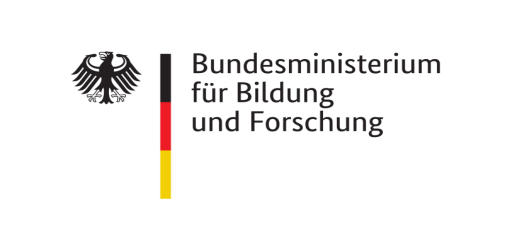 Bundesministerium
für Bildung
und Forschung